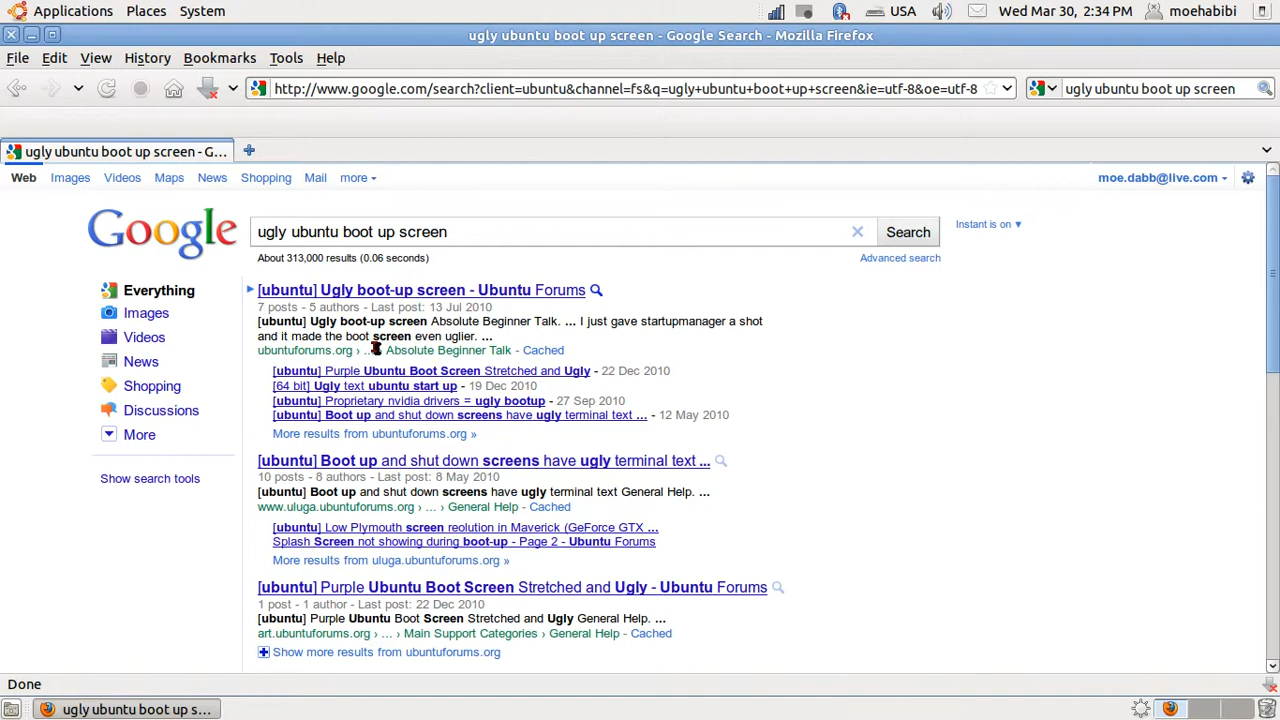 Applications Places System USA Wed Mar 30, 2:34 PM moehabibi
ugly ubuntu boot up screen - Google Search - Mozilla Firefox
File Edit View History Bookmarks Tools Help
http://www.google.com/search?client=ubuntu&channel=fs&q=ugly+ubuntu+boot+up+screen&ie=utf-8&oe=utf-8 ugly ubuntu boot up screen
ugly ubuntu boot up screen - G...
Web Images Videos Maps News Shopping Mail more moe.dabb@live.com
Google ugly ubuntu boot up screen Search Instant is on
About 313,000 results (0.06 seconds) Advanced search
Everything
Images
Videos
News
Shopping
Discussions
More
Show search tools
[ubuntu] Ugly boot-up screen - Ubuntu Forums
7 posts - 5 authors - Last post: 13 Jul 2010
[ubuntu] Ugly boot-up screen Absolute Beginner Talk. ... I just gave startupmanager a shot
and it made the boot screen even uglier. ...
ubuntuforums.org › ... Absolute Beginner Talk - Cached
[ubuntu] Purple Ubuntu Boot Screen Stretched and Ugly - 22 Dec 2010
[64 bit] Ugly text ubuntu start up - 19 Dec 2010
[ubuntu] Proprietary nvidia drivers = ugly bootup - 27 Sep 2010
[ubuntu] Boot up and shut down screens have ugly terminal text ... - 12 May 2010
More results from ubuntuforums.org »
[ubuntu] Boot up and shut down screens have ugly terminal text ...
10 posts - 8 authors - Last post: 8 May 2010
[ubuntu] Boot up and shut down screens have ugly terminal text General Help. ...
www.uluga.ubuntuforums.org › ... › General Help - Cached
[ubuntu] Low Plymouth screen reolution in Maverick (GeForce GTX ...
Splash Screen not showing during boot-up - Page 2 - Ubuntu Forums
More results from uluga.ubuntuforums.org »
[ubuntu] Purple Ubuntu Boot Screen Stretched and Ugly - Ubuntu Forums
1 post - 1 author - Last post: 22 Dec 2010
[ubuntu] Purple Ubuntu Boot Screen Stretched and Ugly General Help. ...
art.ubuntuforums.org › ... › Main Support Categories › General Help - Cached
Show more results from ubuntuforums.org
Done
ugly ubuntu boot up s...